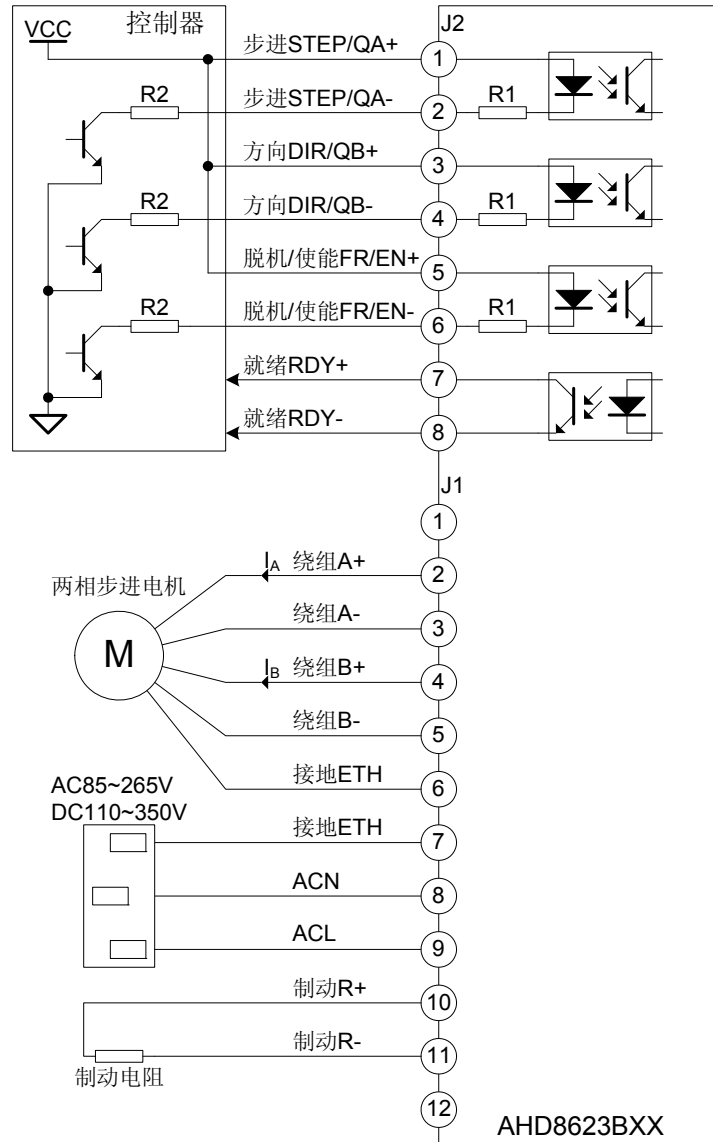 VCC
控制器
J2
步进STEP/QA+
1
R2
步进STEP/QA-
2
R1
方向DIR/QB+
3
R2
方向DIR/QB-
4
R1
脱机/使能FR/EN+
5
R2
脱机/使能FR/EN-
6
R1
就绪RDY+
7
就绪RDY-
8
J1
1
IA 绕组A+
2
两相步进电机
绕组A-
3
M
IB 绕组B+
4
绕组B-
5
接地ETH
6
AC85~265V
DC110~350V
接地ETH
7
ACN
8
ACL
9
制动R+
10
制动R-
11
制动电阻
12
AHD8623BXX